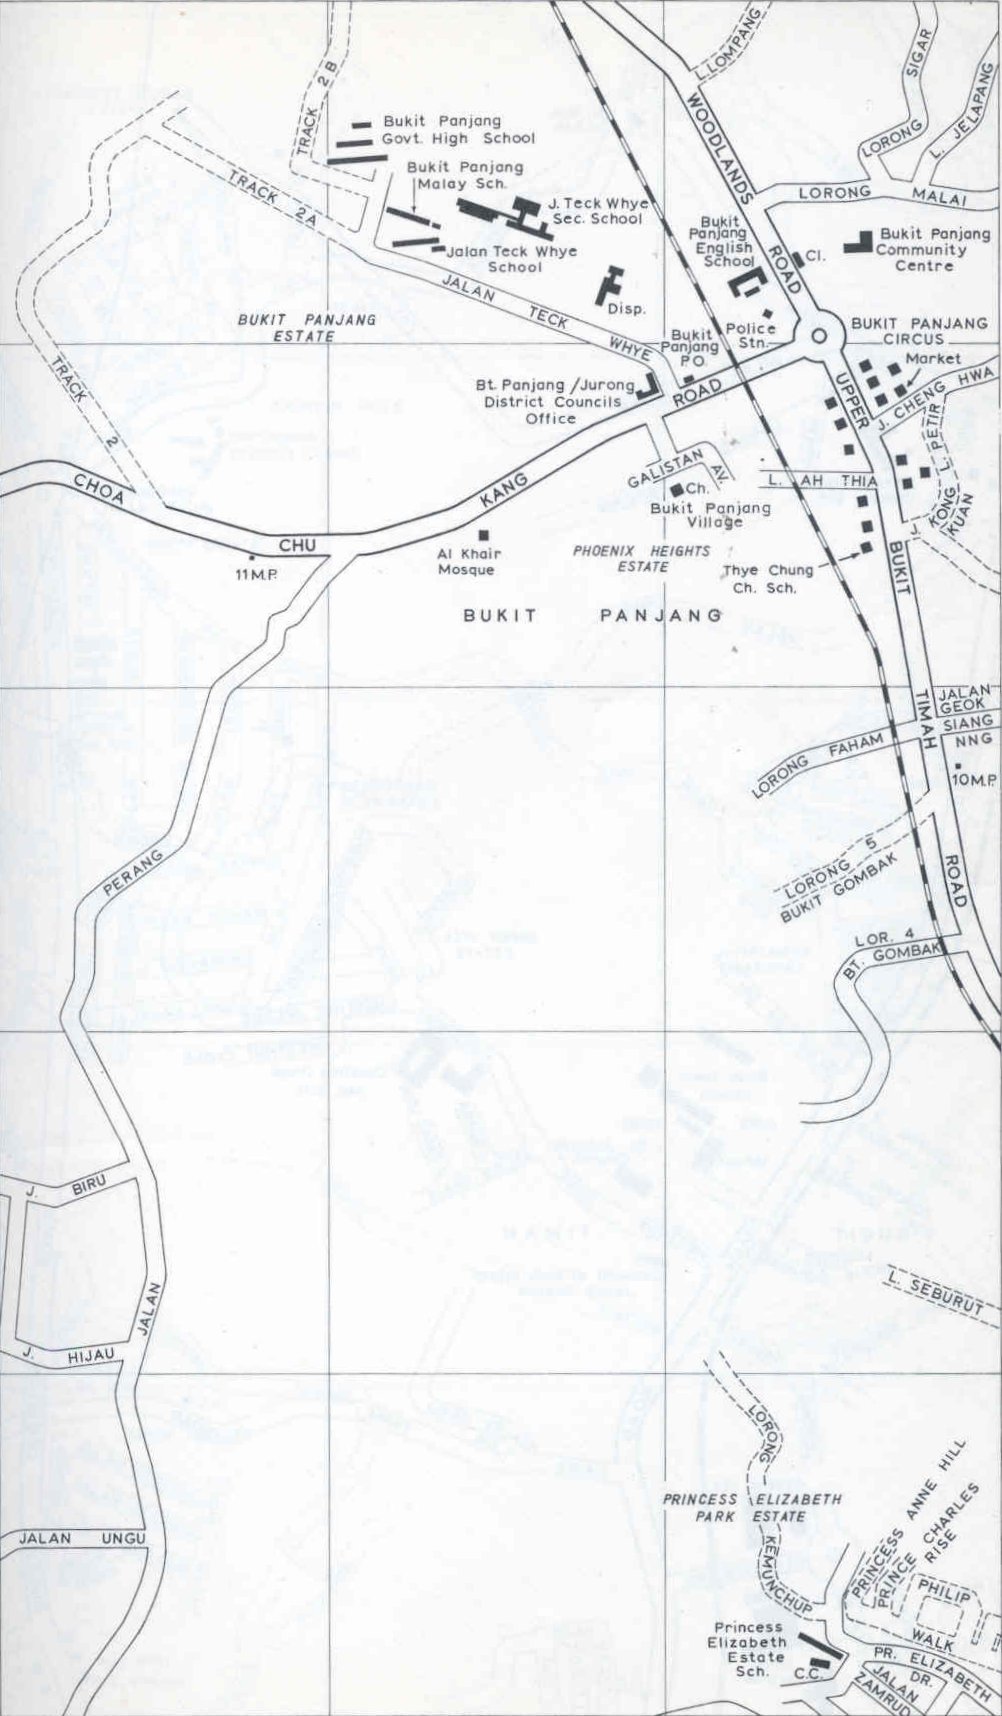 L. LOMPANG
SIGAR
L. JELAPANG
LORONG
TRACK 2B
WOODLANDS
ROAD
Bukit Panjang
Govt. High School
Bukit Panjang
Malay Sch.
TRACK 2A
J. Teck Whye
Sec. School
Jalan Teck Whye
School
LORONG MALAI
Bukit
Panjang
English
School
Cl.
Bukit Panjang
Community
Centre
JALAN TECK WHYE
Disp.
BUKIT PANJANG
ESTATE
Bukit
Panjang
P.O.
Police
Stn.
BUKIT PANJANG
CIRCUS
Market
TRACK 2
Bt. Panjang / Jurong
District Councils
Office
ROAD
UPPER
J. CHENG HWA
L. PETIR
GALISTAN AV.
Ch.
Bukit Panjang
Village
L. AH THIA
J. KONG
KUAN
CHOA
CHU
KANG
11 M.P.
Al Khair
Mosque
PHOENIX HEIGHTS
ESTATE
Thye Chung
Ch. Sch.
BUKIT
BUKIT PANJANG
TIMAH
JALAN
GEOK
SIANG
NNG
LORONG FAHAM
10 M.P.
PERANG
LORONG 5
BUKIT GOMBAK
ROAD
LOR. 4
BT. GOMBAK
J. BIRU
L. SEBURUT
JALAN
J. HIJAU
LORONG
PRINCESS ELIZABETH
PARK ESTATE
KEMUNCHUP
PRINCESS ANNE HILL
PRINCE CHARLES
RISE
JALAN UNGU
PHILIP
WALK
Princess
Elizabeth
Estate
Sch.
C.C.
PR. ELIZABETH
DR.
JALAN
ZAMRUD